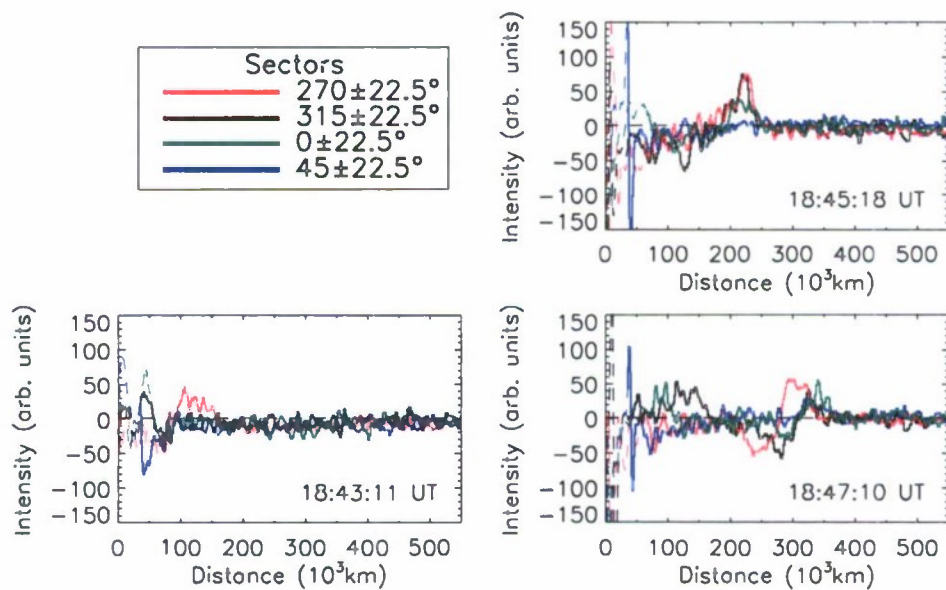 Sectors
270±22.5°
315±22.5°
0±22.5°
45±22.5°
Intensity (arb. units)
150
100
50
0
−50
−100
−150
18:45:18 UT
0 100 200 300 400 500
Distance (10³km)
Intensity (arb. units)
150
100
50
0
−50
−100
−150
18:43:11 UT
0 100 200 300 400 500
Distance (10³km)
Intensity (arb. units)
150
100
50
0
−50
−100
−150
18:47:10 UT
0 100 200 300 400 500
Distance (10³km)